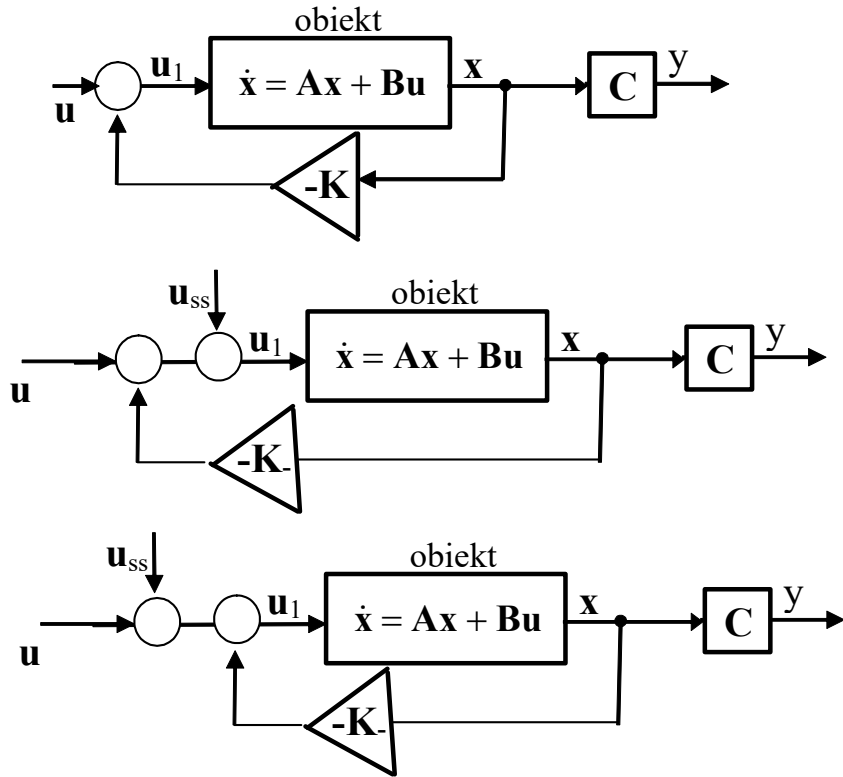 obiekt
u u₁ ẋ = Ax + Bu x C y
-K
obiekt
uₛₛ
u u₁ ẋ = Ax + Bu x C y
-K-
obiekt
uₛₛ
u u₁ ẋ = Ax + Bu x C y
-K-